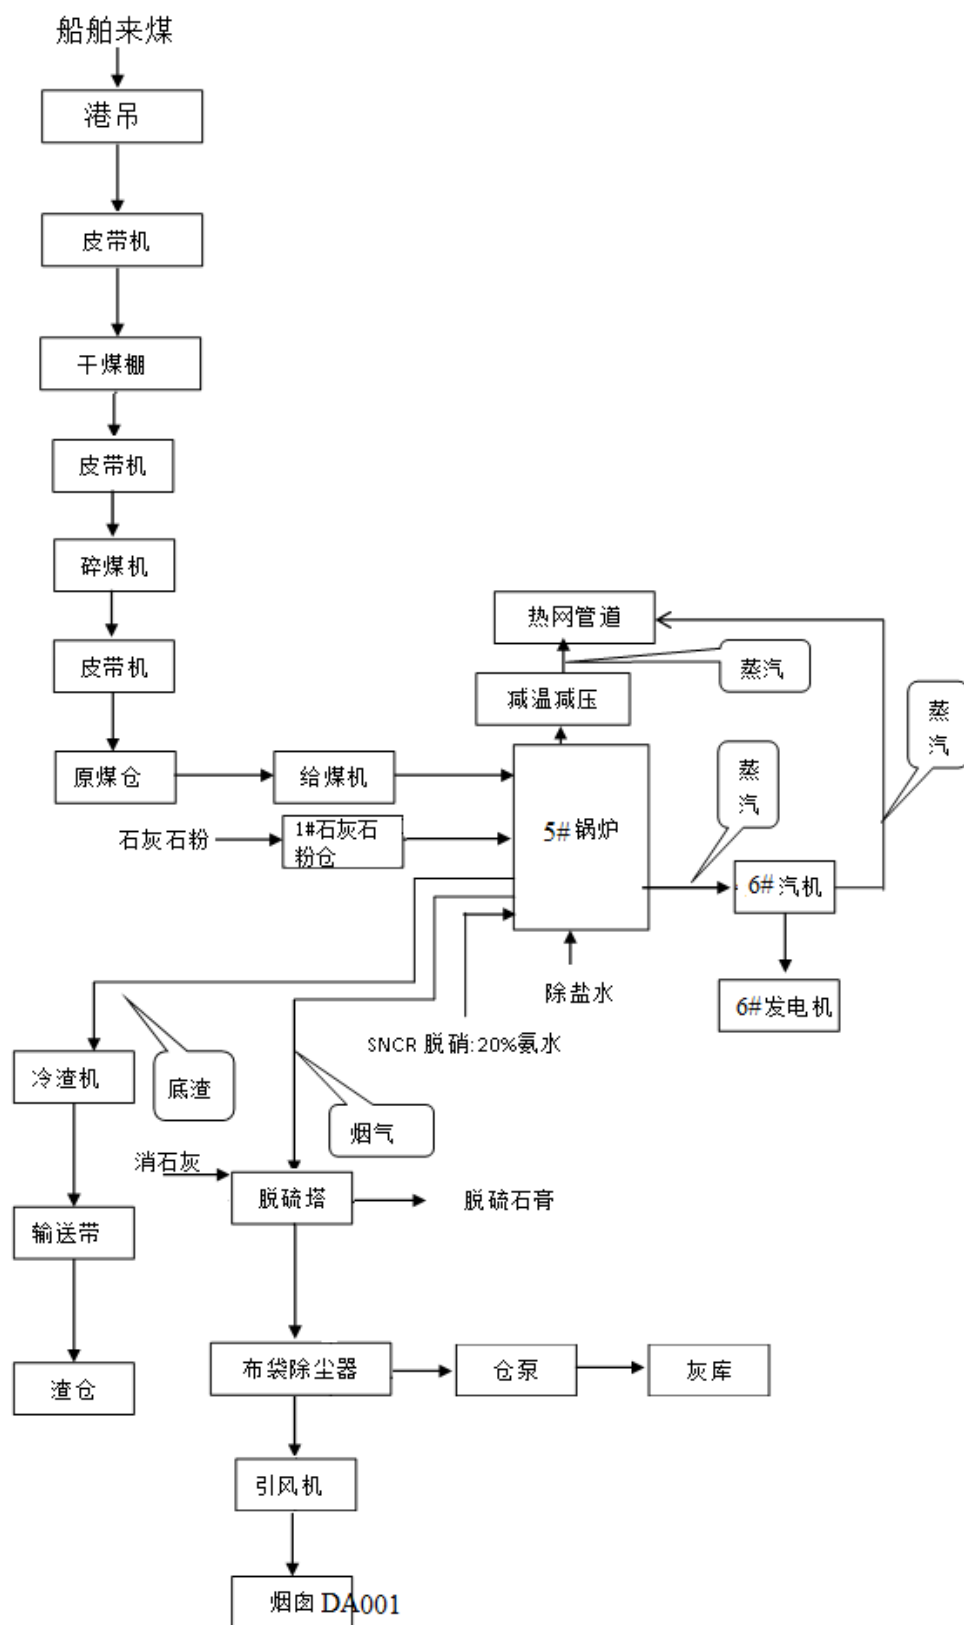 船舶来煤
港吊
皮带机
干煤棚
皮带机
碎煤机
皮带机
原煤仓
给煤机
石灰石粉
1#石灰石
粉仓
热网管道
减温减压
蒸汽
5#锅炉
蒸
汽
蒸
汽
6#汽机
6#发电机
除盐水
SNCR 脱硝:20%氨水
冷渣机
底渣
烟气
消石灰
脱硫塔
脱硫石膏
输送带
渣仓
布袋除尘器
仓泵
灰库
引风机
烟囱 DA001